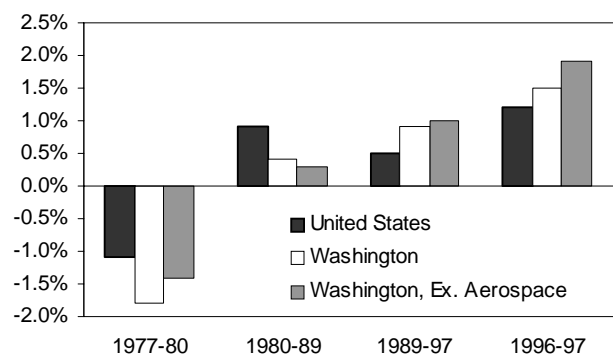 2.5%
2.0%
1.5%
1.0%
0.5%
0.0%
-0.5%
-1.0%
-1.5%
-2.0%
United States
Washington
Washington, Ex. Aerospace
1977-80 1980-89 1989-97 1996-97